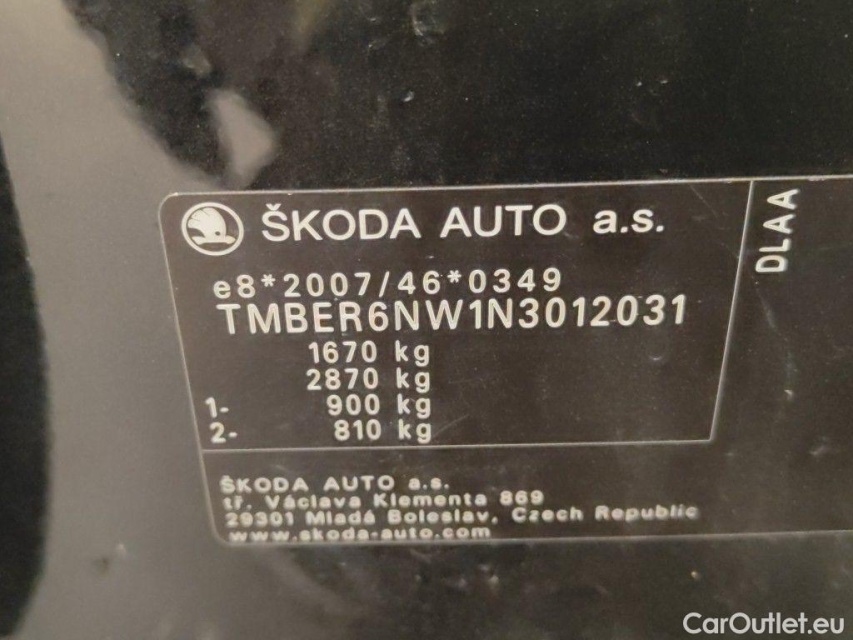 ŠKODA AUTO a.s.
DLAA
e8*2007/46*0349
TMBER6NW1N3012031
1670 kg
2870 kg
1- 900 kg
2- 810 kg
ŠKODA AUTO a.s.
tř. Václava Klementa 869
29301 Mladá Boleslav, Czech Republic
www.skoda-auto.com
CarOutlet.eu